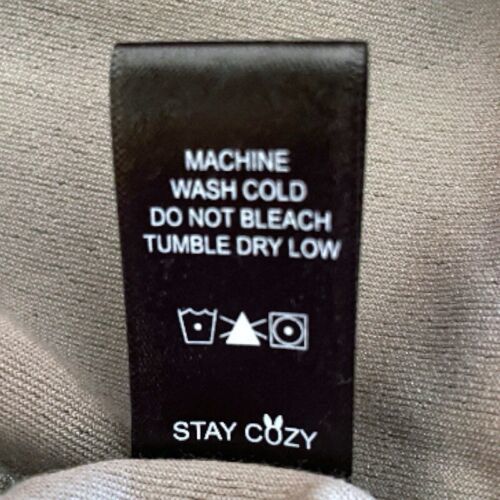 MACHINE
WASH COLD
DO NOT BLEACH
TUMBLE DRY LOW
STAY COZY